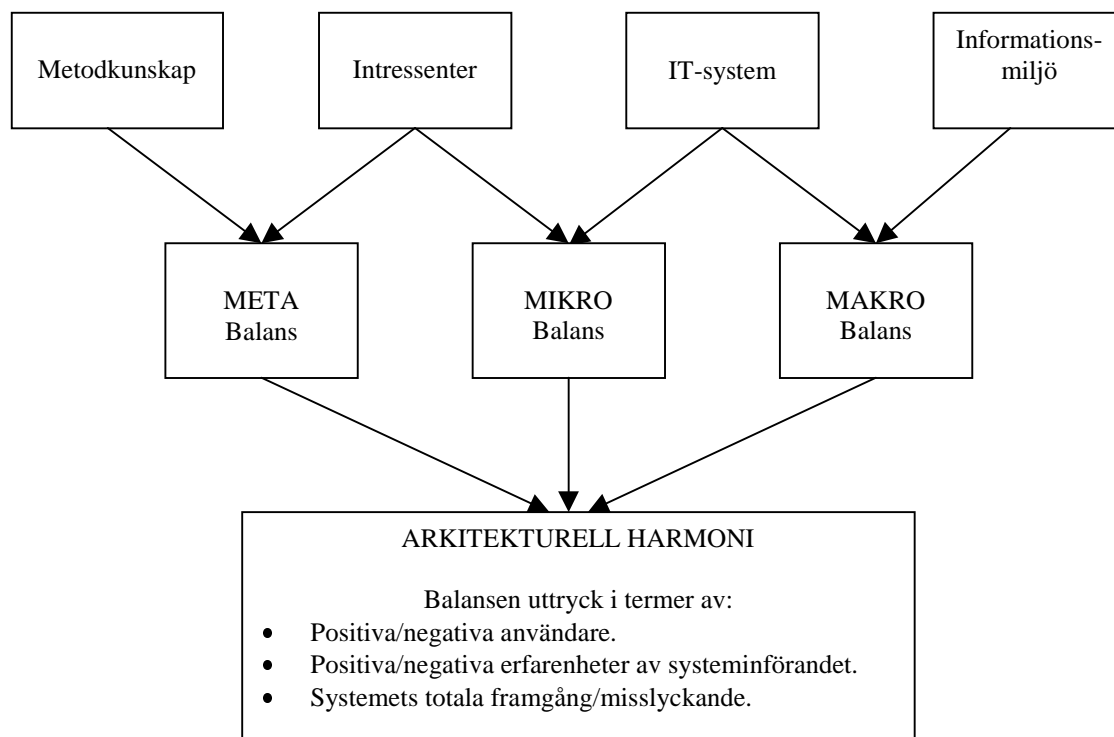 Metodkunskap
Intressenter
IT-system
Informations-
miljö
META
Balans
MIKRO
Balans
MAKRO
Balans
ARKITEKTURELL HARMONI
Balansen uttryck i termer av:
• Positiva/negativa användare.
• Positiva/negativa erfarenheter av systeminförandet.
• Systemets totala framgång/misslyckande.